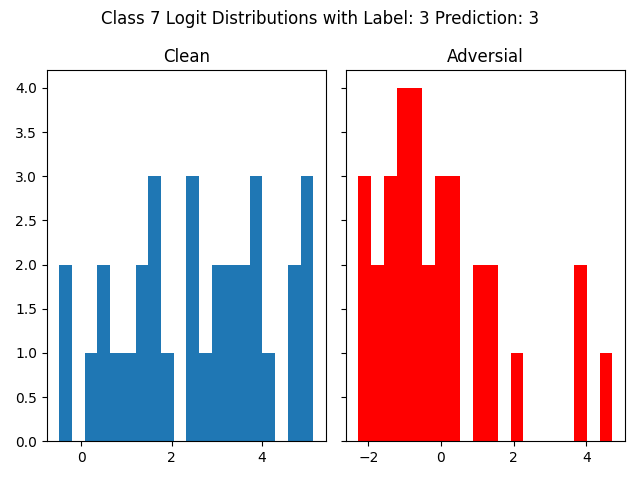 Class 7 Logit Distributions with Label: 3 Prediction: 3
Clean
Adversial
4.0
3.5
3.0
2.5
2.0
1.5
1.0
0.5
0.0
0 2 4
−2 0 2 4